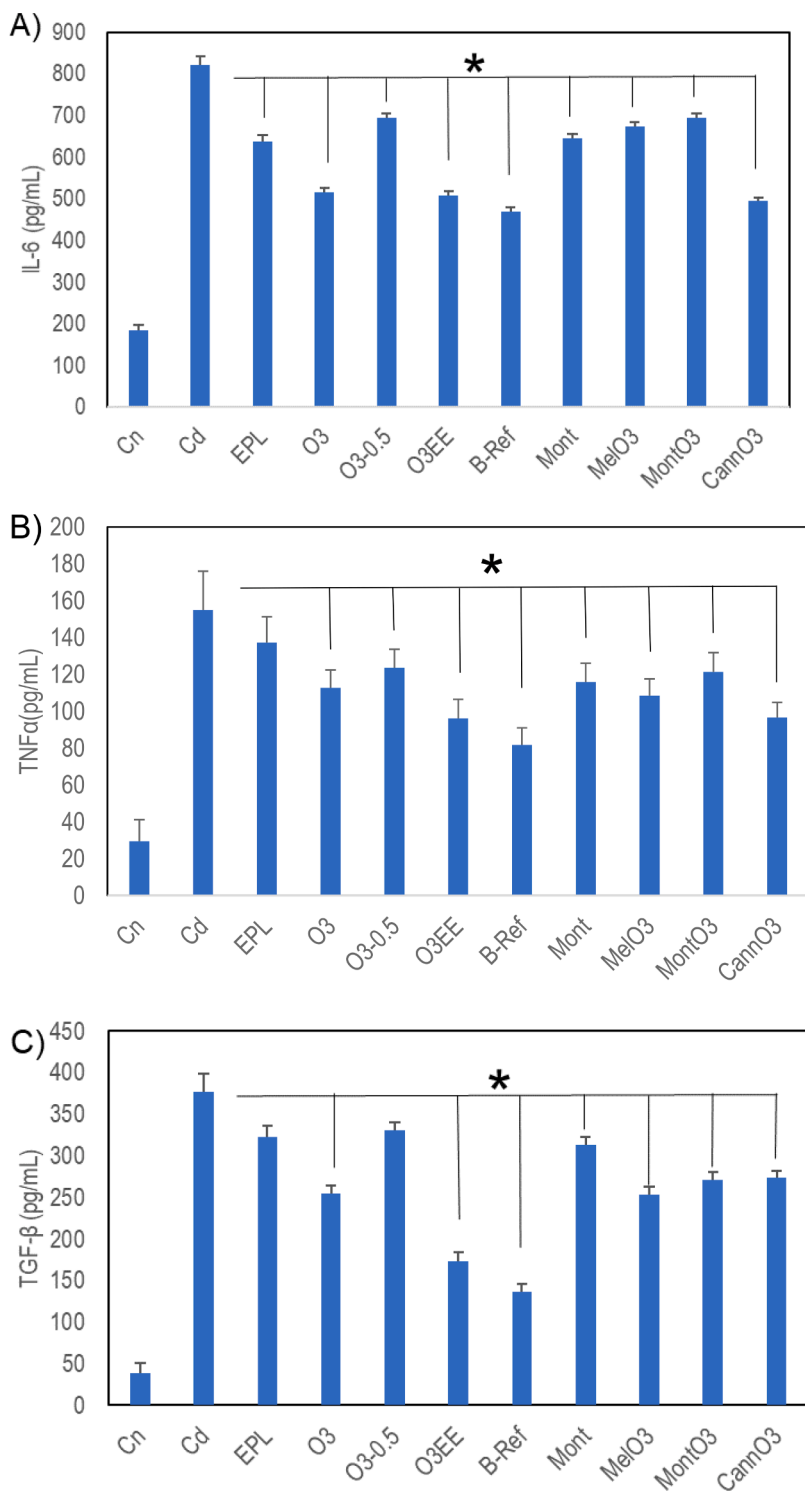 A)
IL-6 (pg/mL)
900
800
700
600
500
400
300
200
100
0
*
Cn
Cd
EPL
O3
O3-0.5
O3EE
B-Ref
Mont
MelO3
MontO3
CannO3
B)
TNFα(pg/mL)
200
180
160
140
120
100
80
60
40
20
0
*
Cn
Cd
EPL
O3
O3-0.5
O3EE
B-Ref
Mont
MelO3
MontO3
CannO3
C)
TGF-β (pg/mL)
450
400
350
300
250
200
150
100
50
0
*
Cn
Cd
EPL
O3
O3-0.5
O3EE
B-Ref
Mont
MelO3
MontO3
CannO3